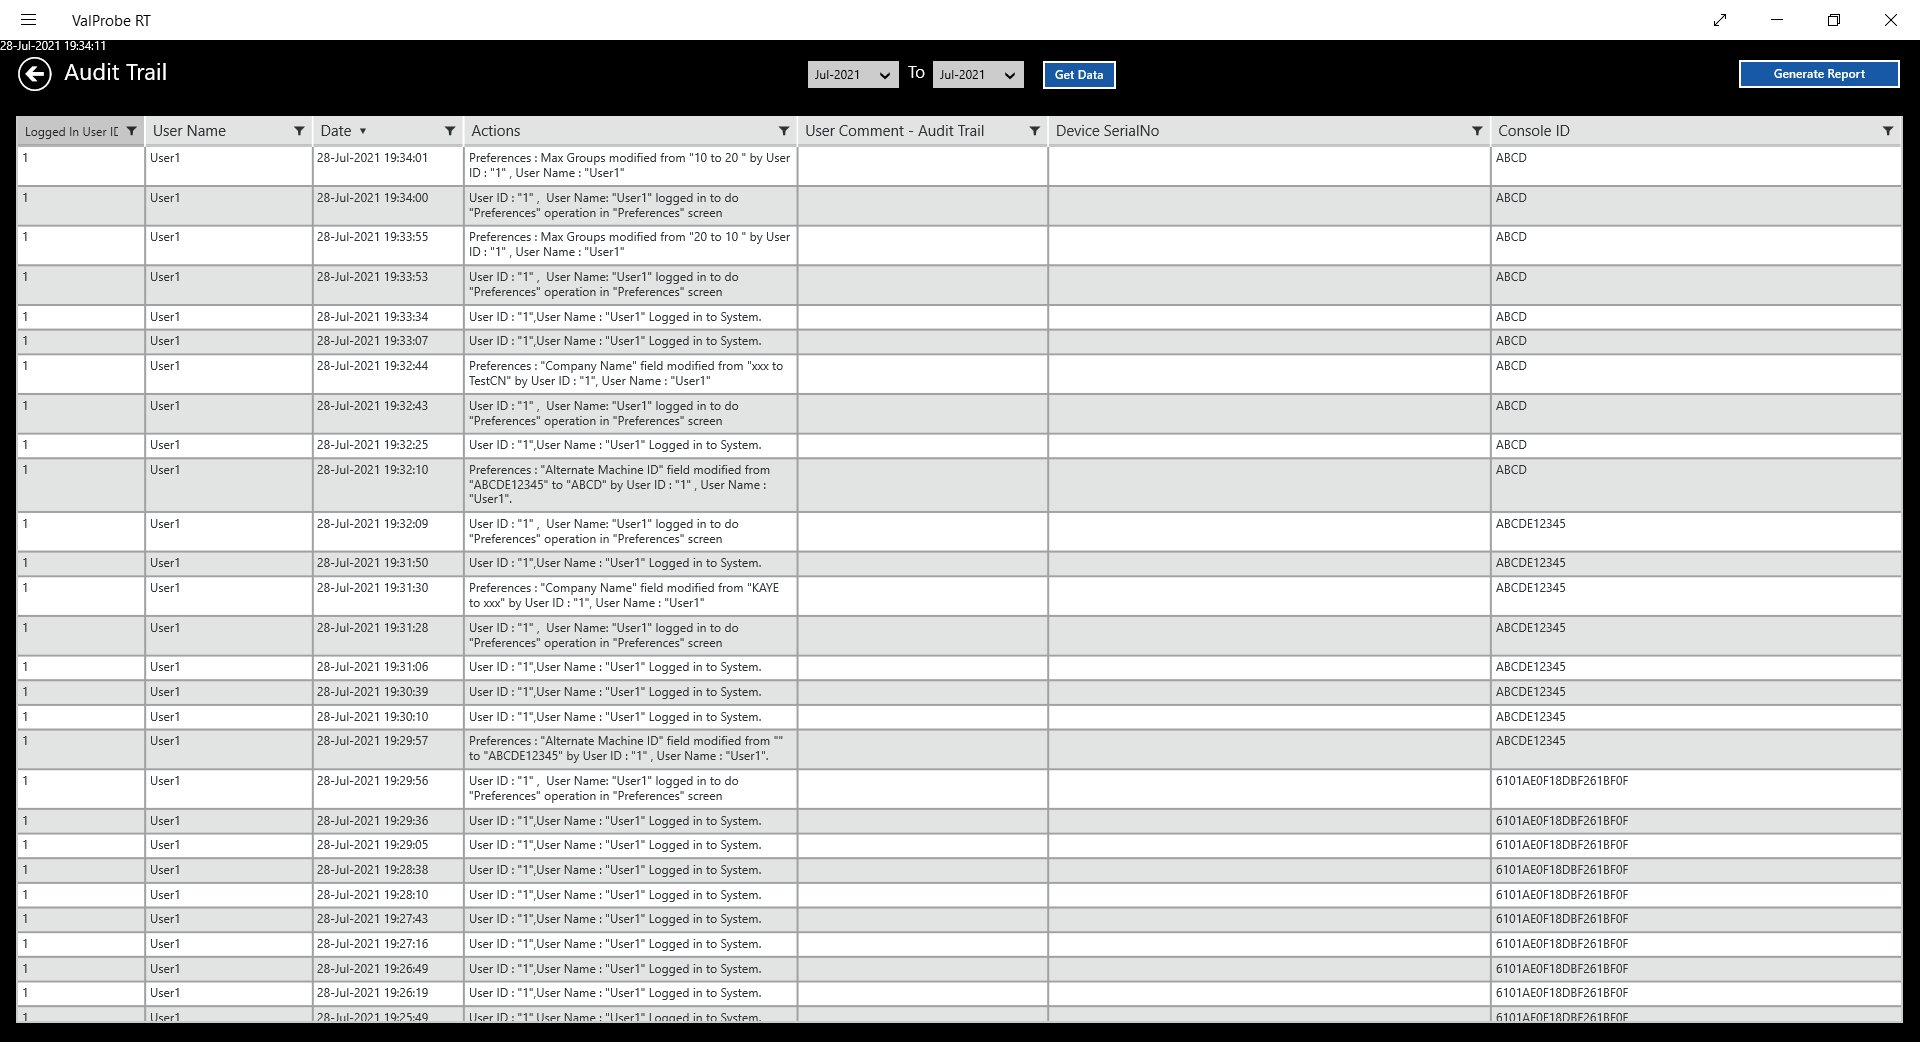 ValProbe RT
28-Jul-2021 19:34:11
Audit Trail
Jul-2021 To Jul-2021 Get Data Generate Report
Logged In User ID User Name Date Actions User Comment - Audit Trail Device SerialNo Console ID
1 User1 28-Jul-2021 19:34:01 Preferences : Max Groups modified from "10 to 20 " by User ABCD
ID : "1" , User Name : "User1"
1 User1 28-Jul-2021 19:34:00 User ID : "1" ,  User Name: "User1" logged in to do ABCD
"Preferences" operation in "Preferences" screen
1 User1 28-Jul-2021 19:33:55 Preferences : Max Groups modified from "20 to 10 " by User ABCD
ID : "1" , User Name : "User1"
1 User1 28-Jul-2021 19:33:53 User ID : "1" ,  User Name: "User1" logged in to do ABCD
"Preferences" operation in "Preferences" screen
1 User1 28-Jul-2021 19:33:34 User ID : "1",User Name : "User1" Logged in to System. ABCD
1 User1 28-Jul-2021 19:33:07 User ID : "1",User Name : "User1" Logged in to System. ABCD
1 User1 28-Jul-2021 19:32:44 Preferences : "Company Name" field modified from "xxx to ABCD
TestCN" by User ID : "1", User Name : "User1"
1 User1 28-Jul-2021 19:32:43 User ID : "1" ,  User Name: "User1" logged in to do ABCD
"Preferences" operation in "Preferences" screen
1 User1 28-Jul-2021 19:32:25 User ID : "1",User Name : "User1" Logged in to System. ABCD
1 User1 28-Jul-2021 19:32:10 Preferences : "Alternate Machine ID" field modified from ABCD
"ABCDE12345" to "ABCD" by User ID : "1" , User Name :
"User1".
1 User1 28-Jul-2021 19:32:09 User ID : "1" ,  User Name: "User1" logged in to do ABCDE12345
"Preferences" operation in "Preferences" screen
1 User1 28-Jul-2021 19:31:50 User ID : "1",User Name : "User1" Logged in to System. ABCDE12345
1 User1 28-Jul-2021 19:31:30 Preferences : "Company Name" field modified from "KAYE ABCDE12345
to xxx" by User ID : "1", User Name : "User1"
1 User1 28-Jul-2021 19:31:28 User ID : "1" ,  User Name: "User1" logged in to do ABCDE12345
"Preferences" operation in "Preferences" screen
1 User1 28-Jul-2021 19:31:06 User ID : "1",User Name : "User1" Logged in to System. ABCDE12345
1 User1 28-Jul-2021 19:30:39 User ID : "1",User Name : "User1" Logged in to System. ABCDE12345
1 User1 28-Jul-2021 19:30:10 User ID : "1",User Name : "User1" Logged in to System. ABCDE12345
1 User1 28-Jul-2021 19:29:57 Preferences : "Alternate Machine ID" field modified from "" ABCDE12345
to "ABCDE12345" by User ID : "1" , User Name : "User1".
1 User1 28-Jul-2021 19:29:56 User ID : "1" ,  User Name: "User1" logged in to do 6101AE0F18DBF261BF0F
"Preferences" operation in "Preferences" screen
1 User1 28-Jul-2021 19:29:36 User ID : "1",User Name : "User1" Logged in to System. 6101AE0F18DBF261BF0F
1 User1 28-Jul-2021 19:29:05 User ID : "1",User Name : "User1" Logged in to System. 6101AE0F18DBF261BF0F
1 User1 28-Jul-2021 19:28:38 User ID : "1",User Name : "User1" Logged in to System. 6101AE0F18DBF261BF0F
1 User1 28-Jul-2021 19:28:10 User ID : "1",User Name : "User1" Logged in to System. 6101AE0F18DBF261BF0F
1 User1 28-Jul-2021 19:27:43 User ID : "1",User Name : "User1" Logged in to System. 6101AE0F18DBF261BF0F
1 User1 28-Jul-2021 19:27:16 User ID : "1",User Name : "User1" Logged in to System. 6101AE0F18DBF261BF0F
1 User1 28-Jul-2021 19:26:49 User ID : "1",User Name : "User1" Logged in to System. 6101AE0F18DBF261BF0F
1 User1 28-Jul-2021 19:26:19 User ID : "1",User Name : "User1" Logged in to System. 6101AE0F18DBF261BF0F
1 User1 28-Jul-2021 19:25:49 User ID : "1",User Name : "User1" Logged in to System. 6101AE0F18DBF261BF0F